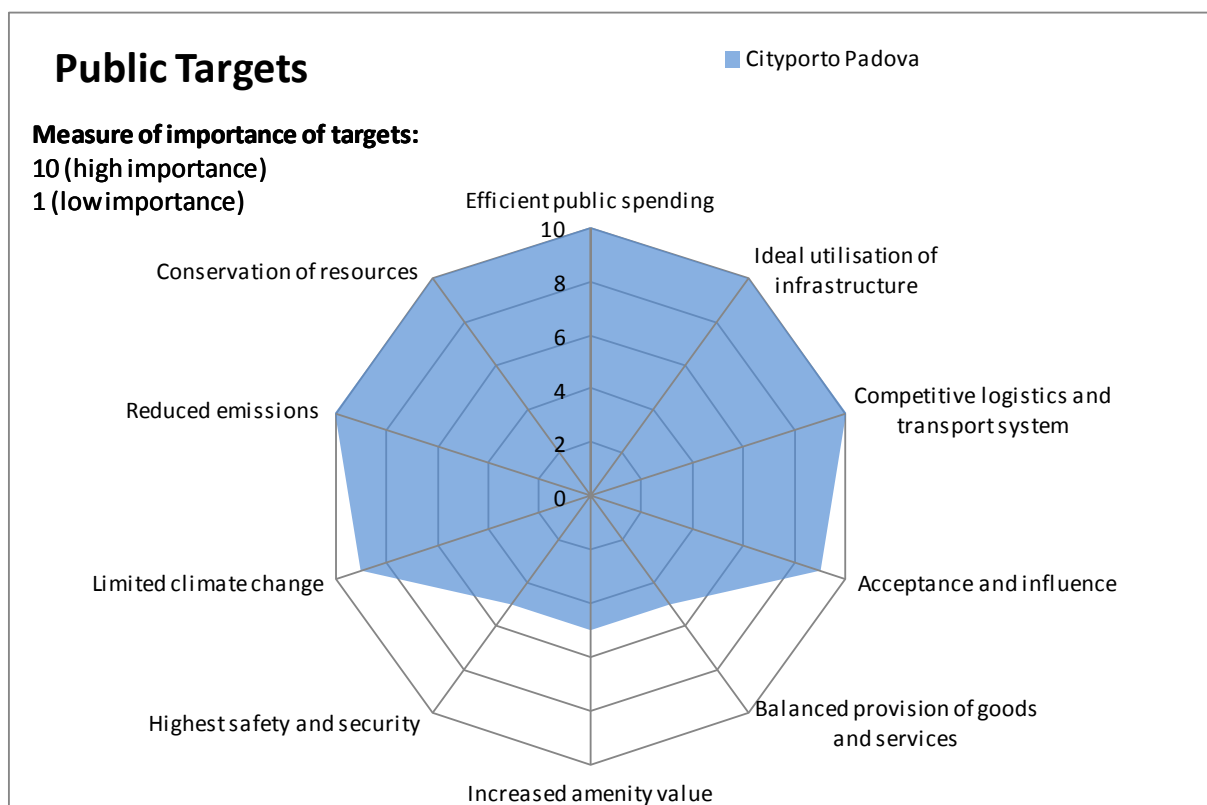 Public Targets
Cityporto Padova
Measure of importance of targets:
10 (high importance)
1 (low importance)
Efficient public spending
Ideal utilisation of
infrastructure
Competitive logistics and
transport system
Acceptance and influence
Balanced provision of goods
and services
Increased amenity value
Highest safety and security
Limited climate change
Reduced emissions
Conservation of resources
10
8
6
4
2
0